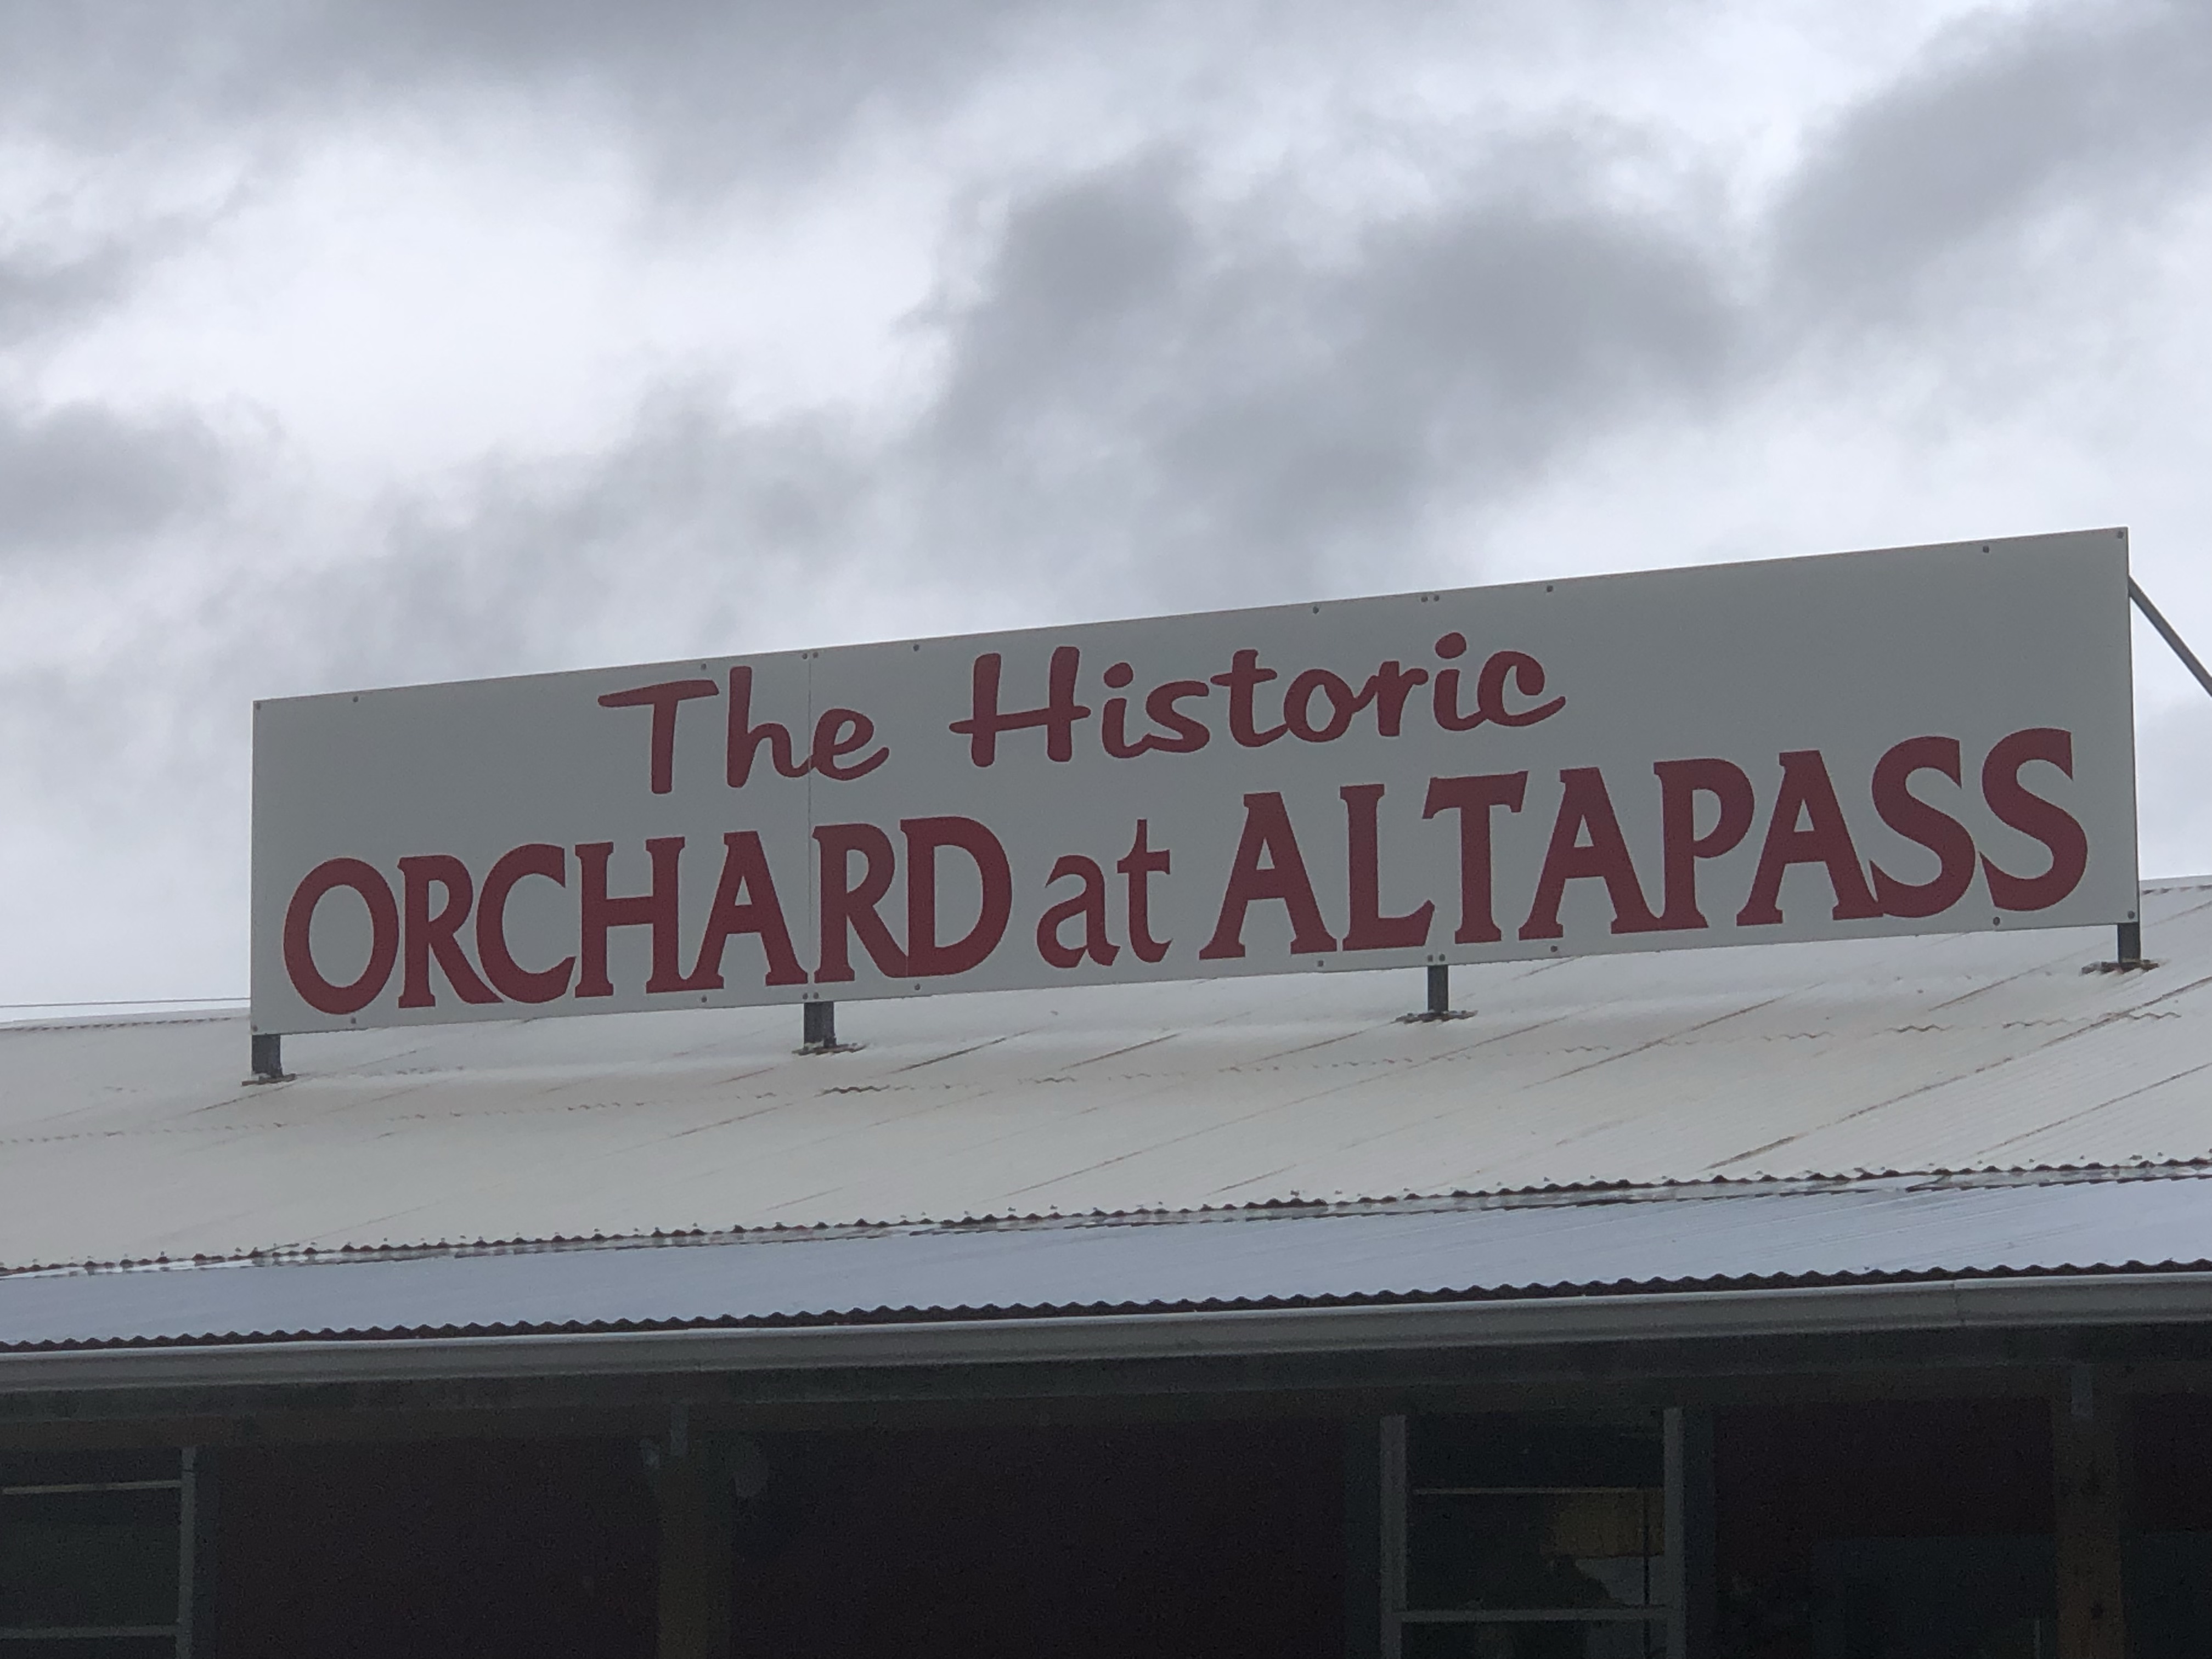 The Historic
ORCHARD at ALTAPASS